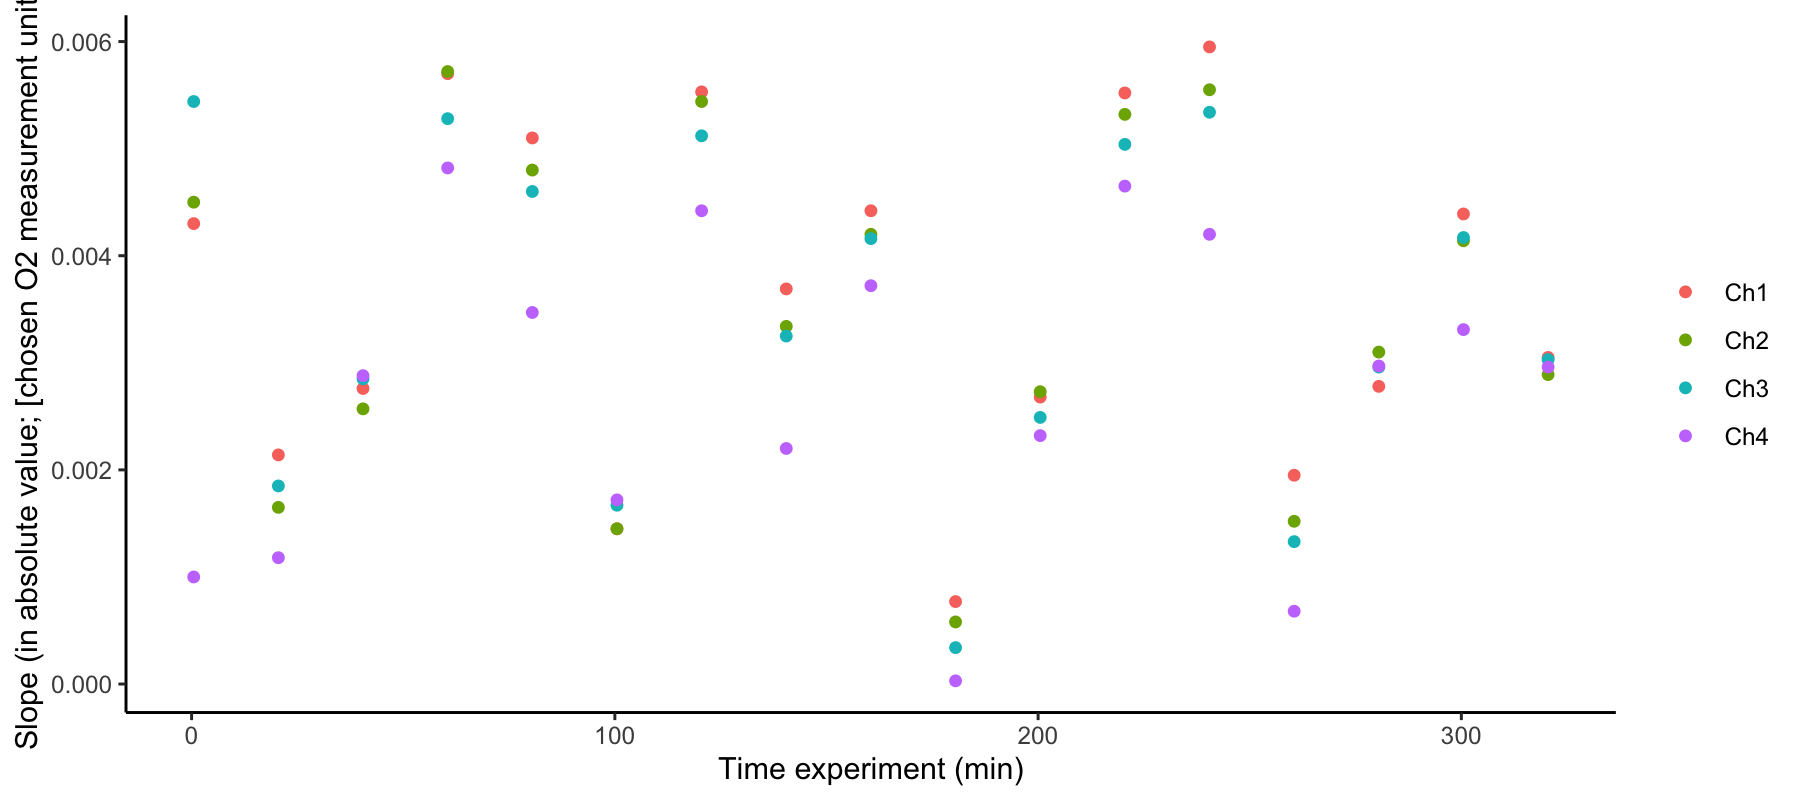 Slope (in absolute value; [chosen O2 measurement unit
0.006
0.004
0.002
0.000
0
100
200
300
Time experiment (min)
Ch1
Ch2
Ch3
Ch4